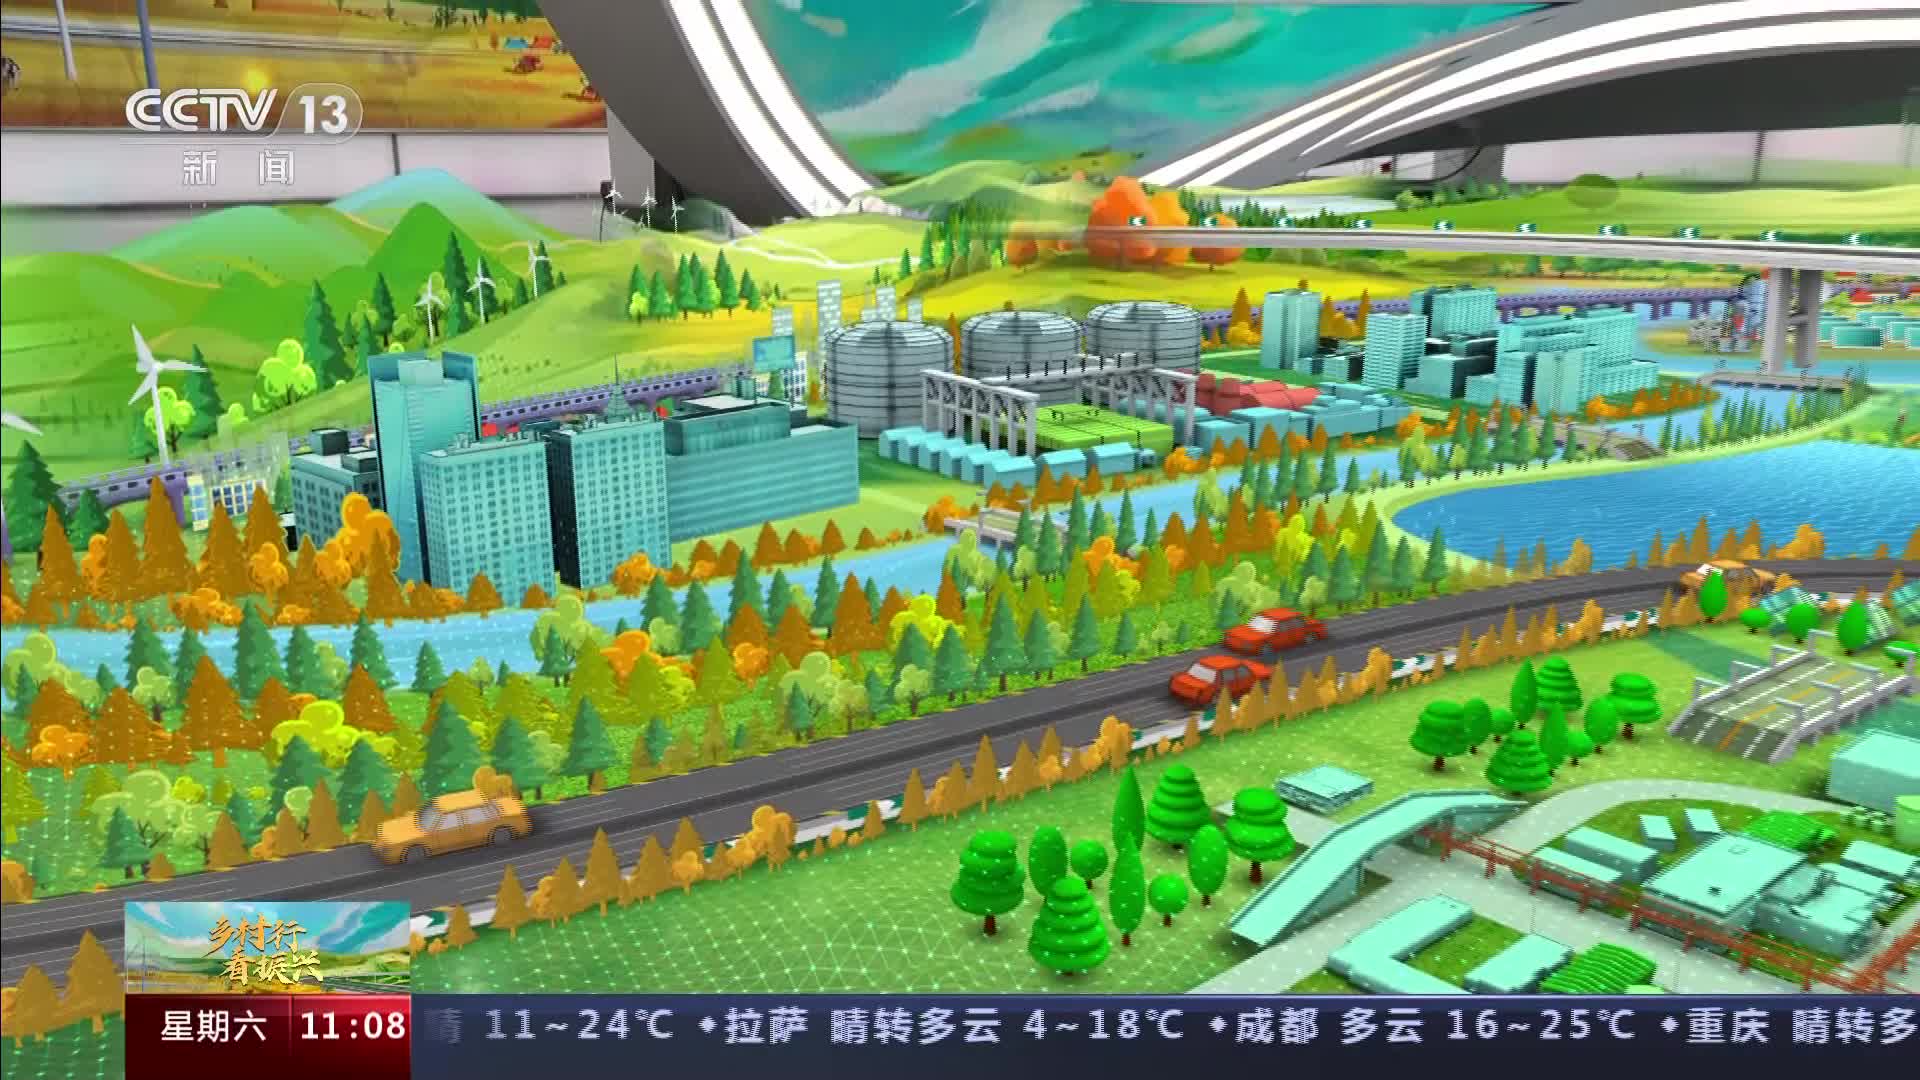 CCTV 13
新闻
乡村行
看振兴
星期六 11:08
晴 11~24℃ ◆拉萨 晴转多云 4~18℃ ◆成都 多云 16~25℃ ◆重庆 晴转多